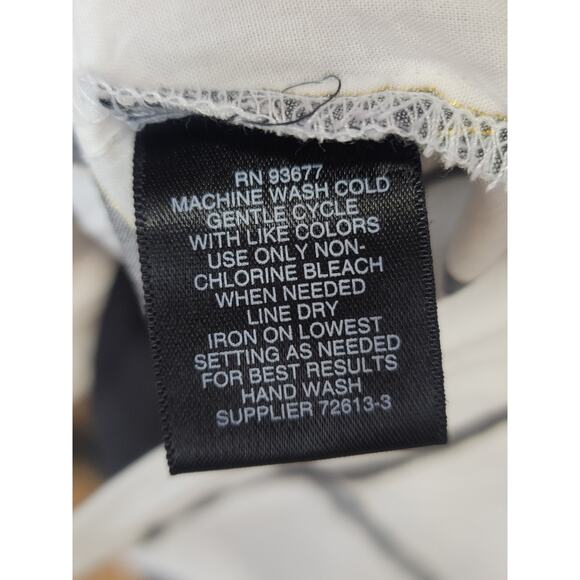 RN 93677
MACHINE WASH COLD
GENTLE CYCLE
WITH LIKE COLORS
USE ONLY NON-
CHLORINE BLEACH
WHEN NEEDED
LINE DRY
IRON ON LOWEST
SETTING AS NEEDED
FOR BEST RESULTS
HAND WASH
SUPPLIER 72613-3